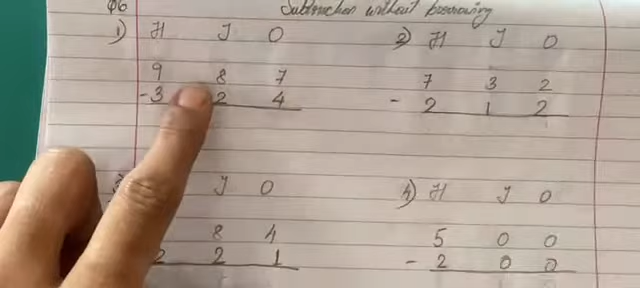 Q6 Subtraction without borrowing
1) H T O
9 8 7
- 3 2 4
2) H T O
7 3 2
- 2 1 2
T O
8 4
2 2 1
4) H T O
5 0 0
- 2 0 0